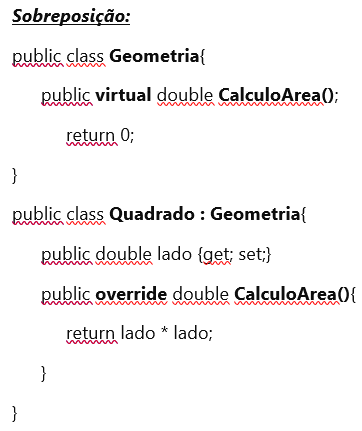 Sobreposição:
public class Geometria{
public virtual double CalculoArea();
return 0;
}
public class Quadrado : Geometria{
public double lado {get; set;}
public override double CalculoArea(){
return lado * lado;
}
}